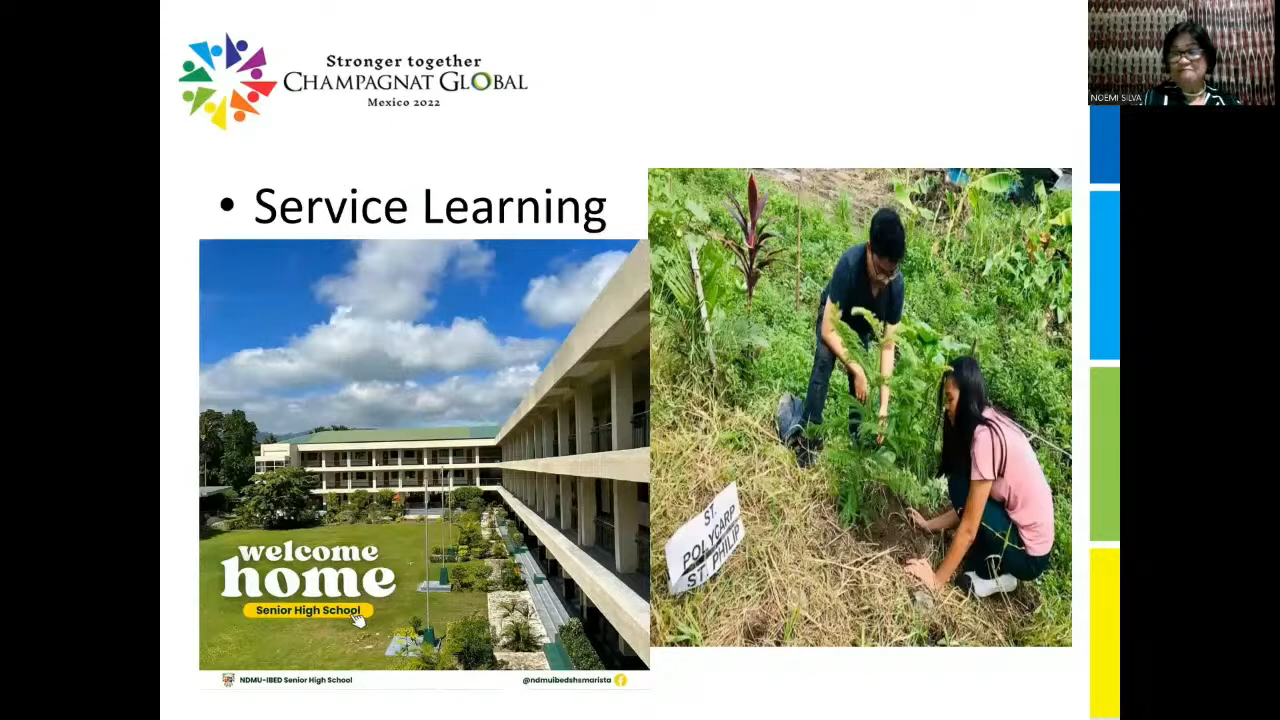 Stronger together
CHAMPAGNAT GLOBAL
Mexico 2022
NOEMI SILVA
• Service Learning
welcome
home
Senior High School
ST.
POLYCARP
ST. PHILIP
NDMU-IBED Senior High School
@ndmuibedshsmarista